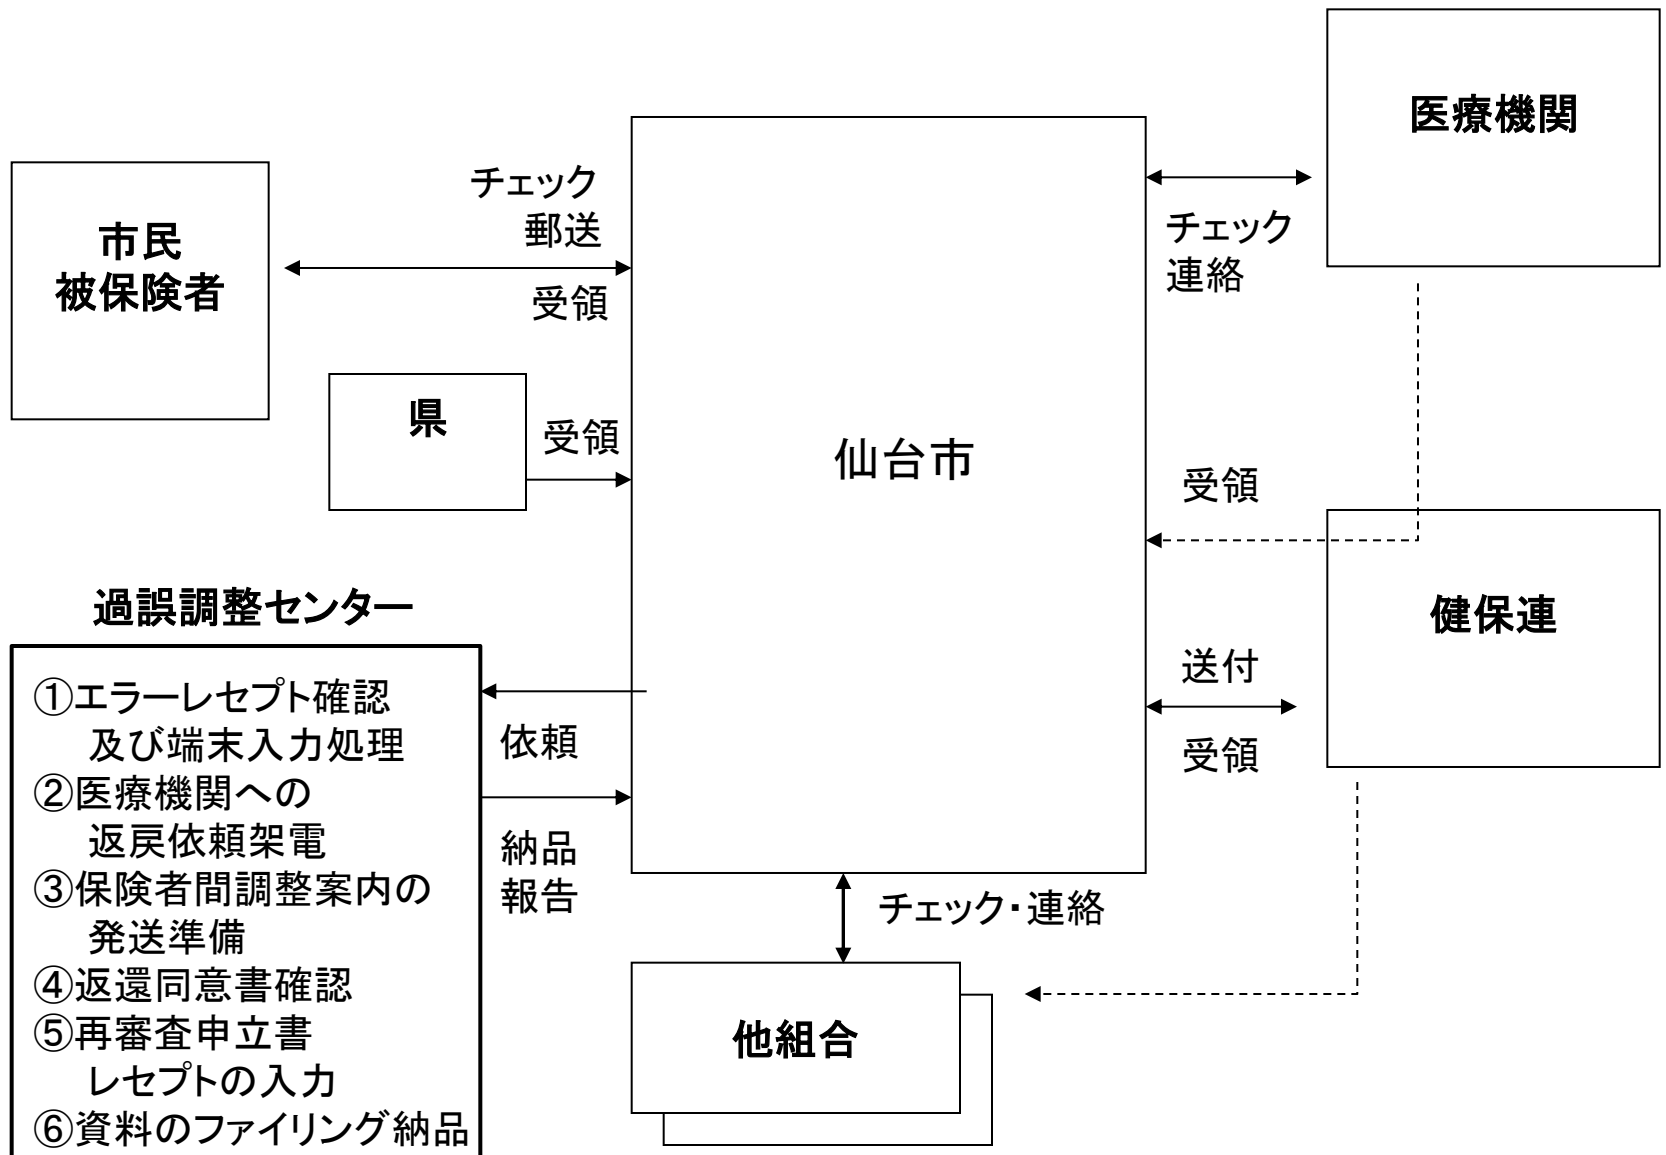 医療機関
チェック
郵送
受領
市民
被保険者
チェック
連絡
県
受領
仙台市
受領
過誤調整センター
健保連
①エラーレセプト確認
及び端末入力処理
②医療機関への
返戻依頼架電
③保険者間調整案内の
発送準備
④返還同意書確認
⑤再審査申立書
レセプトの入力
⑥資料のファイリング納品
依頼
納品
報告
送付
受領
チェック・連絡
他組合